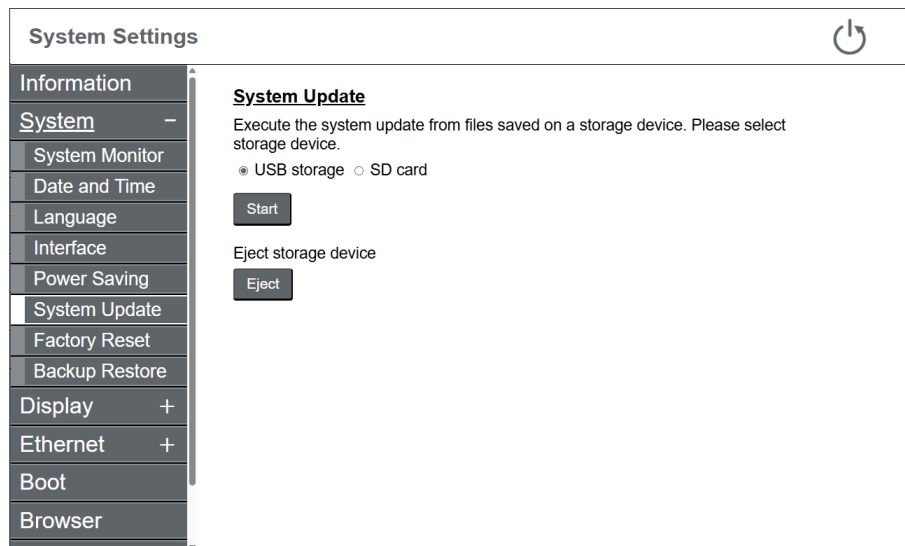 System Settings
Information
System −
System Monitor
Date and Time
Language
Interface
Power Saving
System Update
Factory Reset
Backup Restore
Display +
Ethernet +
Boot
Browser
System Update
Execute the system update from files saved on a storage device. Please select
storage device.
USB storage SD card
Start
Eject storage device
Eject